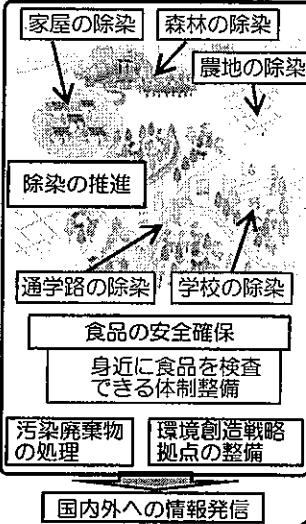 家屋の除染
森林の除染
農地の除染
除染の推進
通学路の除染
学校の除染
食品の安全確保
身近に食品を検査
できる体制整備
汚染廃棄物
の処理
環境創造戦略
拠点の整備
国内外への情報発信